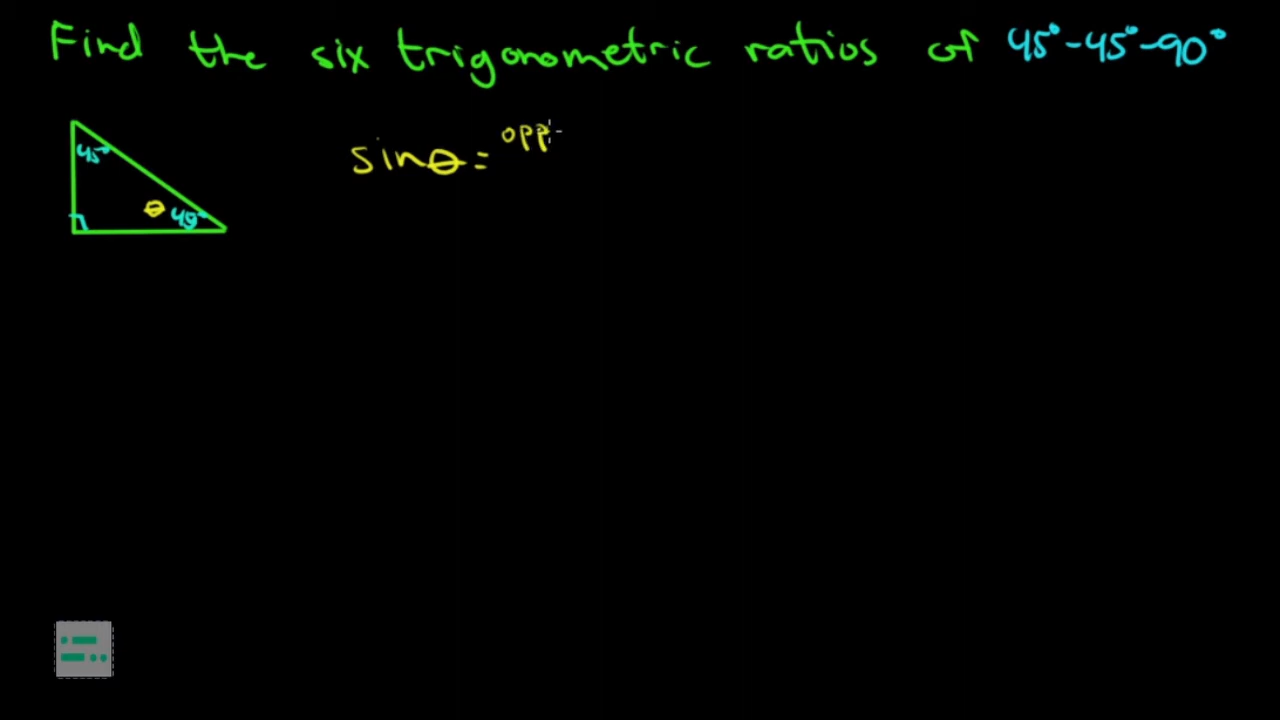 Find the six trigonometric ratios of 45°-45°-90°
45°
sinθ = opp
θ 45°